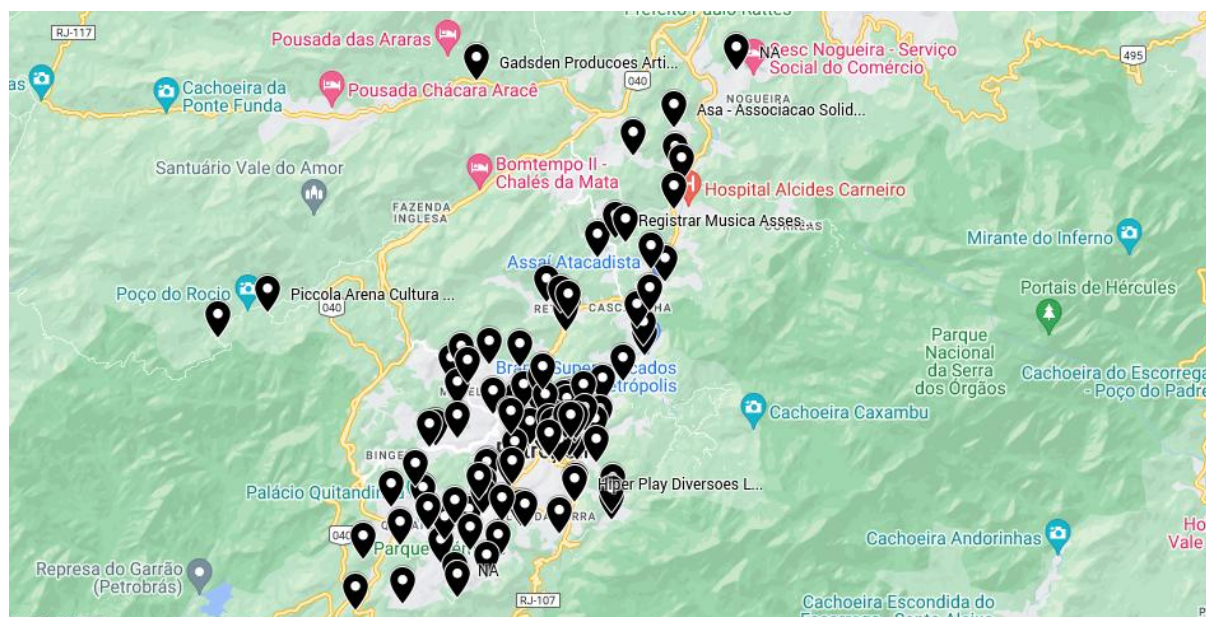 Prefeito Paulo Rattes
RJ-117
Pousada das Araras
NA
Sesc Nogueira - Serviço
Social do Comércio
495
Gadsden Producoes Arti...
040
Cachoeira da
Ponte Funda
Pousada Chácara Aracê
NOGUEIRA
Asa - Associacao Solid...
Santuário Vale do Amor
Bomtempo II -
Chalés da Mata
Hospital Alcides Carneiro
FAZENDA
INGLESA
Registrar Musica Asses...
Mirante do Inferno
Assaí Atacadista
Poço do Rocio
Piccola Arena Cultura ...
040
Portais de Hércules
Parque
Nacional
da Serra
dos Órgãos
Cachoeira do Escorrega
- Poço do Padre
Cachoeira Caxambu
Palácio Quitandinha
Hiper Play Diversoes L...
040
Cachoeira Andorinhas
Represa do Garrão
(Petrobrás)
NA
RJ-107
Cachoeira Escondida do